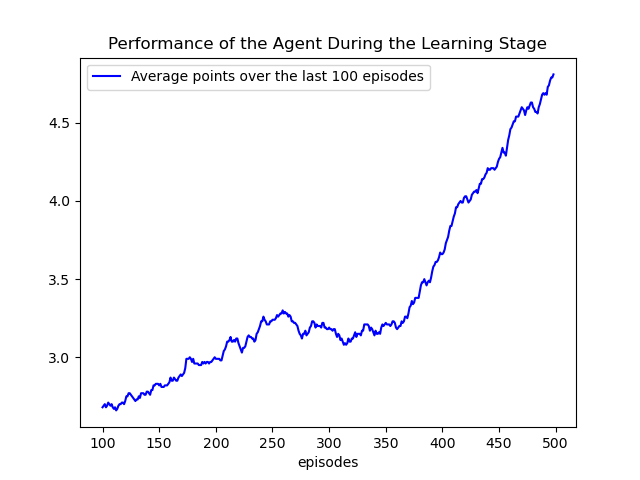 Performance of the Agent During the Learning Stage
Average points over the last 100 episodes
4.5
4.0
3.5
3.0
100 150 200 250 300 350 400 450 500
episodes